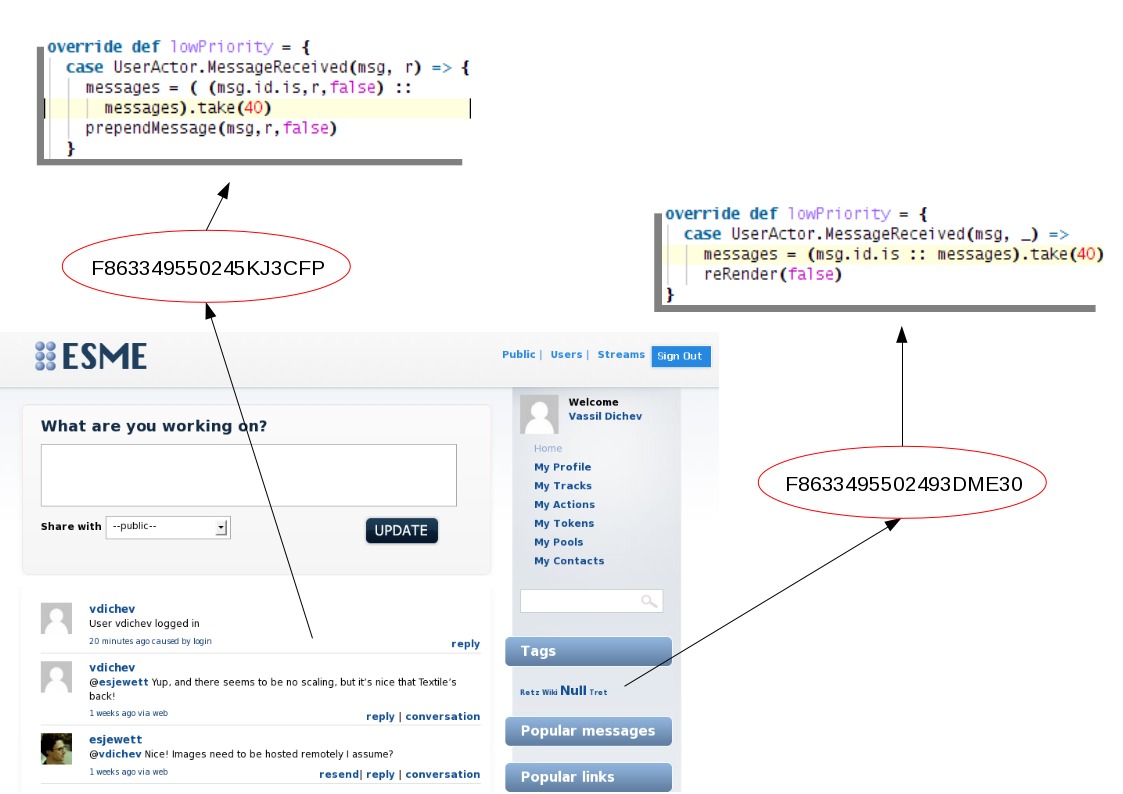 override def lowPriority = {
case UserActor.MessageReceived(msg, r) => {
messages = ( (msg.id.is,r,false) ::
messages).take(40)
prependMessage(msg,r,false)
}
override def lowPriority = {
case UserActor.MessageReceived(msg, _) =>
messages = (msg.id.is :: messages).take(40)
reRender(false)
}
F863349550245KJ3CFP
F8633495502493DME30
ESME
Public | Users | Streams Sign Out
What are you working on?
Share with --public-- UPDATE
vdichev
User vdichev logged in
20 minutes ago caused by login
reply
vdichev
@esjewett Yup, and there seems to be no scaling, but it's nice that Textile's
back!
1 weeks ago via web
reply | conversation
esjewett
@vdichev Nice! Images need to be hosted remotely I assume?
1 weeks ago via web
resend| reply | conversation
Welcome
Vassil Dichev
Home
My Profile
My Tracks
My Actions
My Tokens
My Pools
My Contacts
Tags
Retz Wiki Null Tret
Popular messages
Popular links